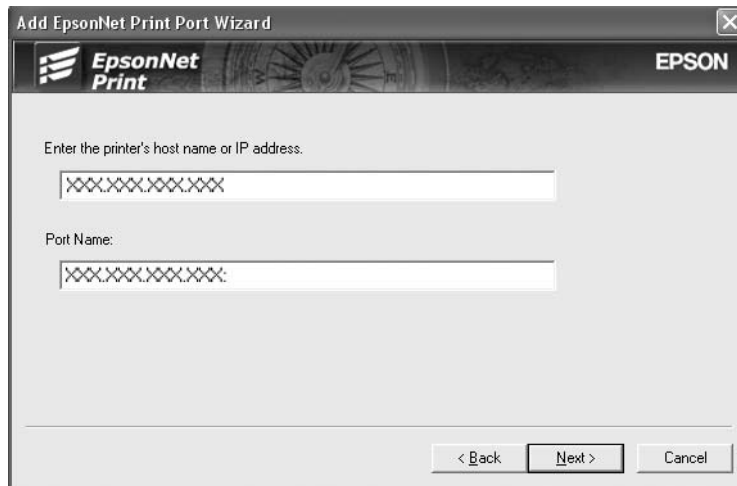 Add EpsonNet Print Port Wizard
EpsonNet
Print
EPSON
Enter the printer's host name or IP address.
XXX.XXX.XXX.XXX
Port Name:
XXX.XXX.XXX.XXX:
< Back
Next >
Cancel